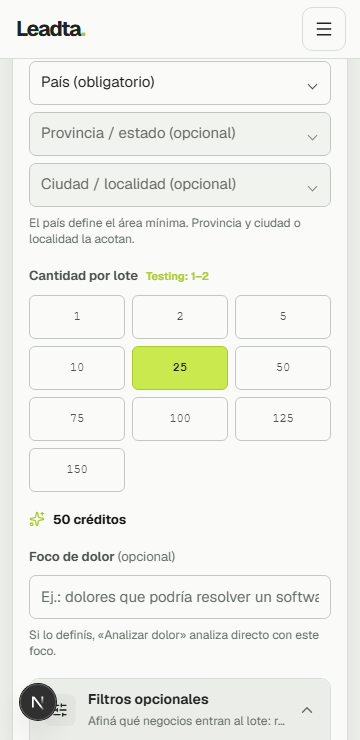 Leadta.
País (obligatorio)
Provincia / estado (opcional)
Ciudad / localidad (opcional)
El país define el área mínima. Provincia y ciudad o
localidad la acotan.
Cantidad por lote Testing: 1–2
1 2 5
10 25 50
75 100 125
150
50 créditos
Foco de dolor (opcional)
Ej.: dolores que podría resolver un softwa
Si lo definís, «Analizar dolor» analiza directo con este
foco.
Filtros opcionales
Afiná qué negocios entran al lote: r...
N